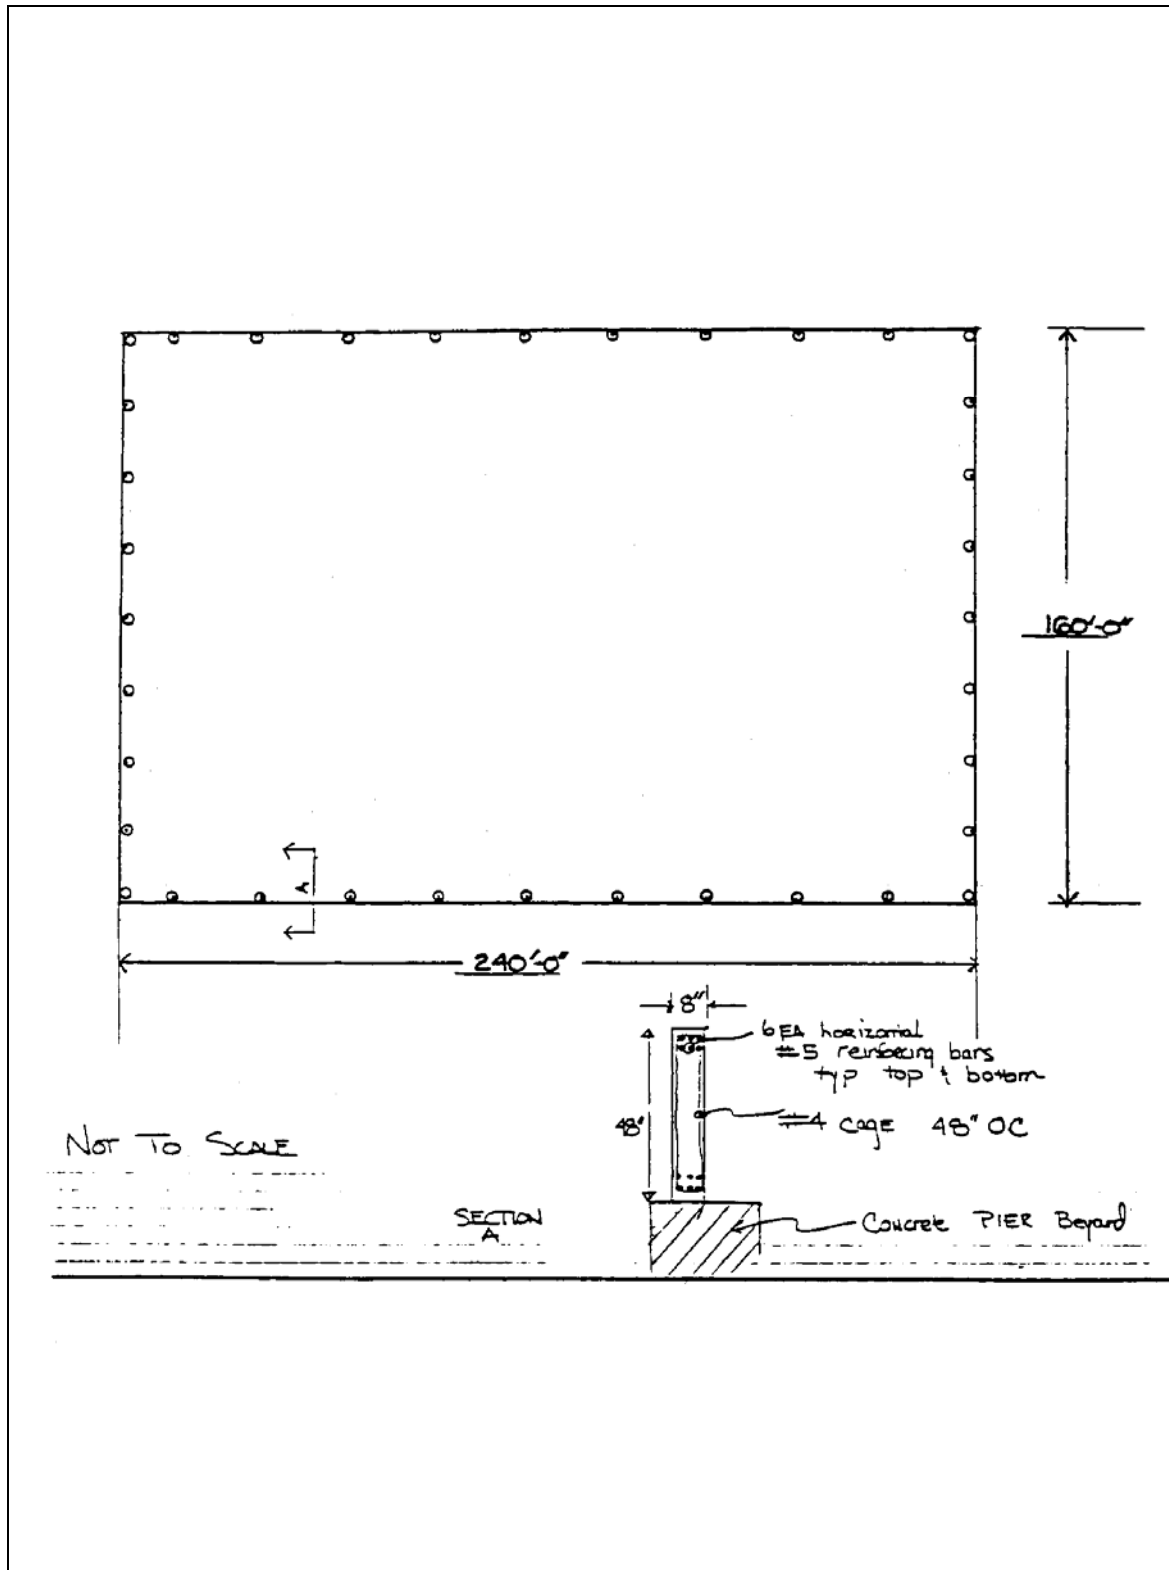 160'-0"
A
240'-0"
8"
6 EA horizontal
#5 reinforcing bars
typ top & bottom
48"
#4 cage 48" OC
NOT TO SCALE
SECTION
A
Concrete PIER Beyond